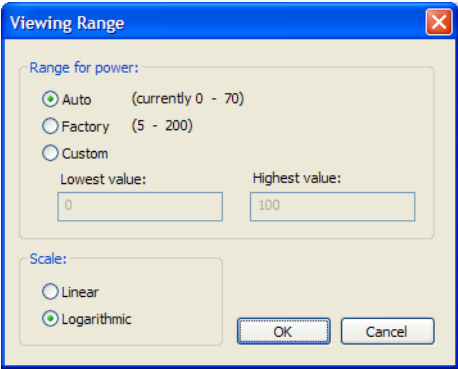 Viewing Range
Range for power:
Auto (currently 0 - 70)
Factory (5 - 200)
Custom
Lowest value: Highest value:
0 100
Scale:
Linear
Logarithmic
OK Cancel